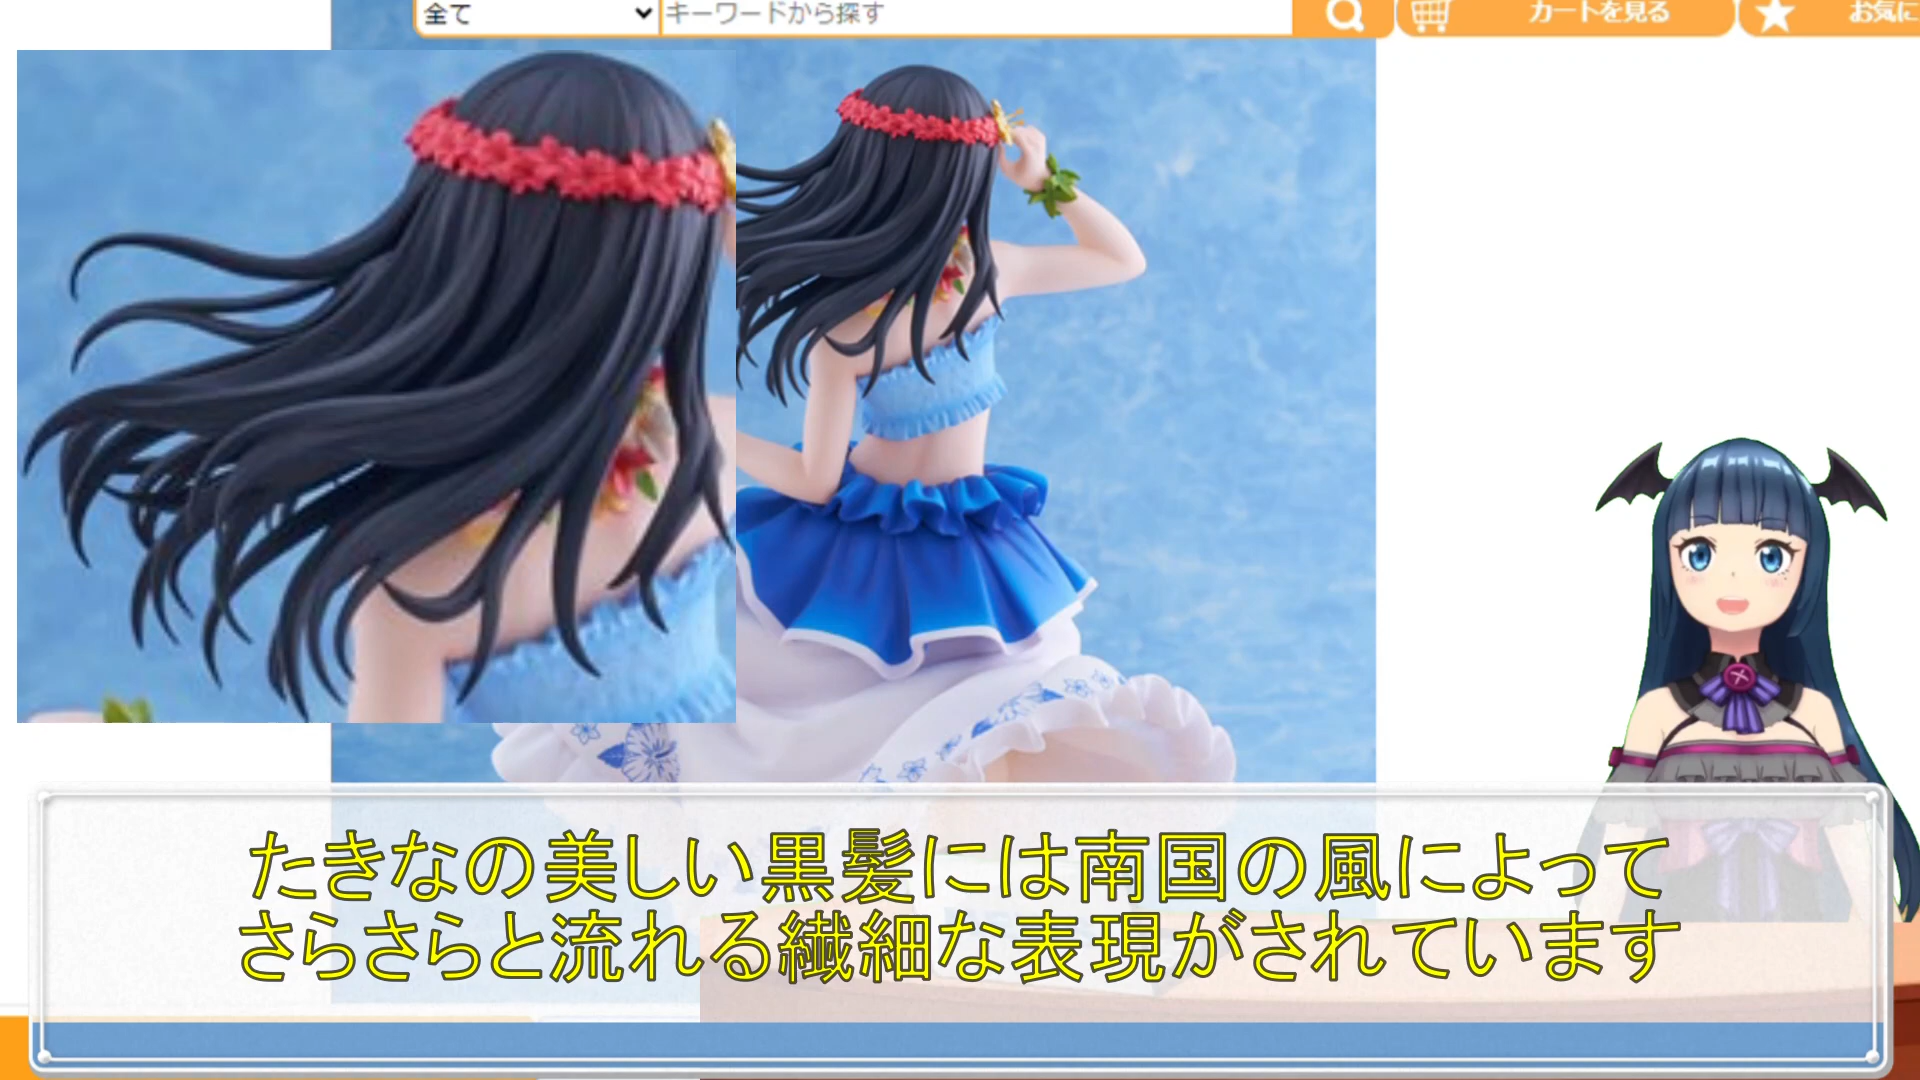 全て
キーワードから探す
カートを見る
お気に
たきなの美しい黒髪には南国の風によって
さらさらと流れる繊細な表現がされています